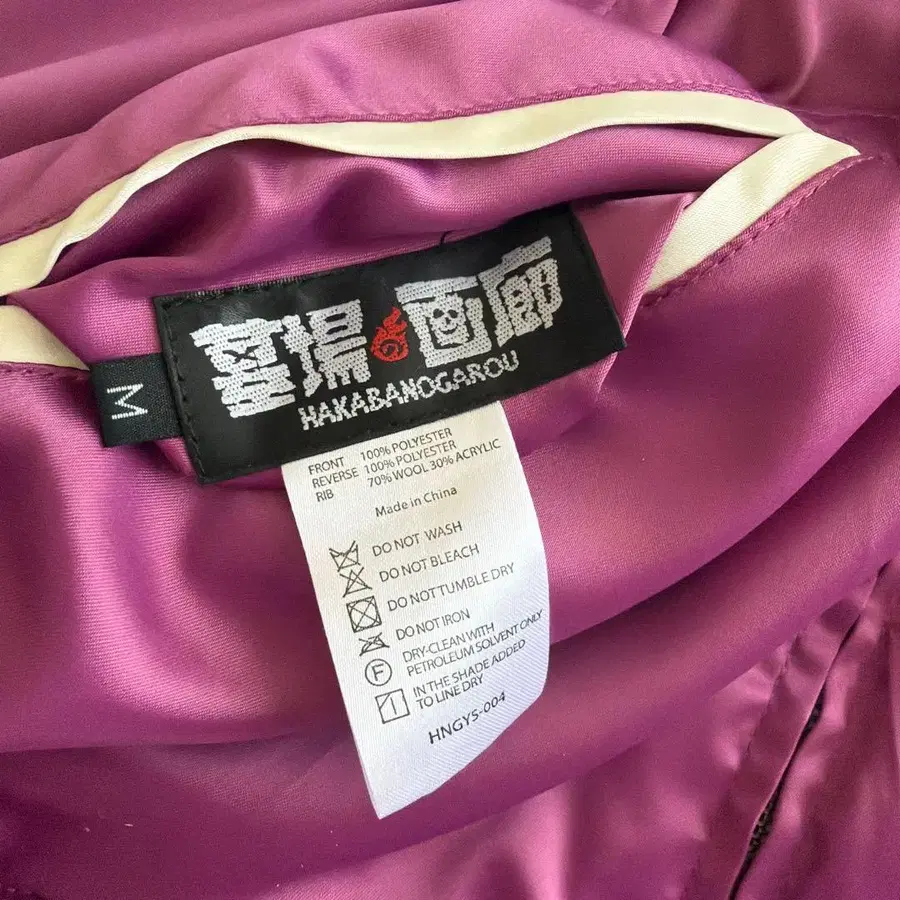 墓場の画郎
HAKABANOGAROU
M
FRONT 100% POLYESTER
REVERSE 100% POLYESTER
RIB 70% WOOL 30% ACRYLIC
Made in China
DO NOT WASH
DO NOT BLEACH
DO NOT TUMBLE DRY
DO NOT IRON
F DRY-CLEAN WITH
PETROLEUM SOLVENT ONLY
IN THE SHADE ADDED
TO LINE DRY
HNGYS-004